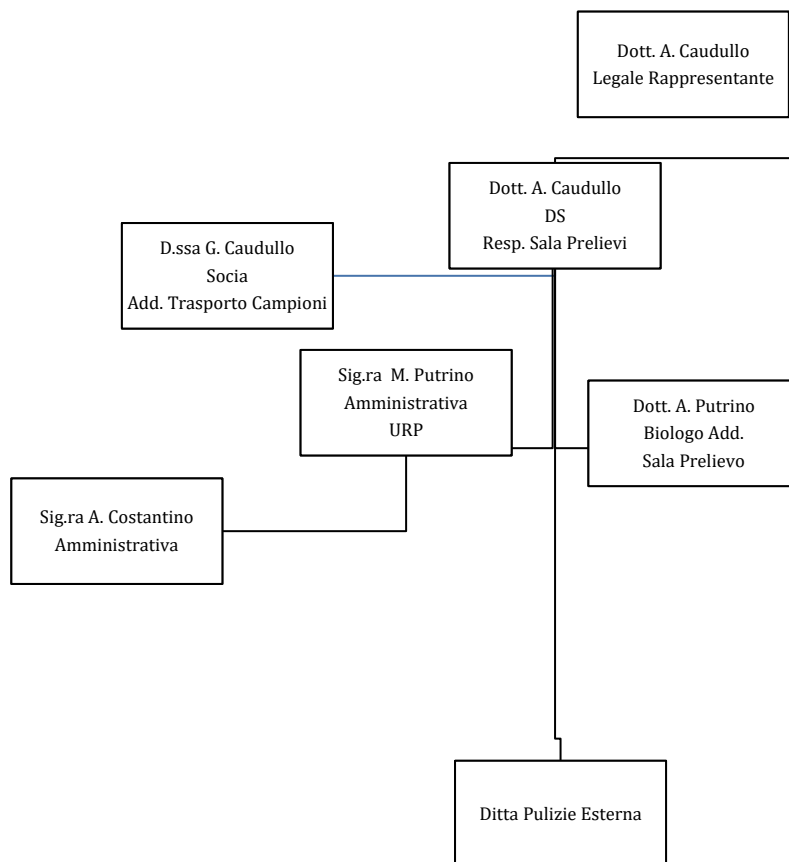 Dott. A. Caudullo
Legale Rappresentante
Dott. A. Caudullo
DS
Resp. Sala Prelievi
D.ssa G. Caudullo
Socia
Add. Trasporto Campioni
Sig.ra M. Putrino
Amministrativa
URP
Dott. A. Putrino
Biologo Add.
Sala Prelievo
Sig.ra A. Costantino
Amministrativa
Ditta Pulizie Esterna